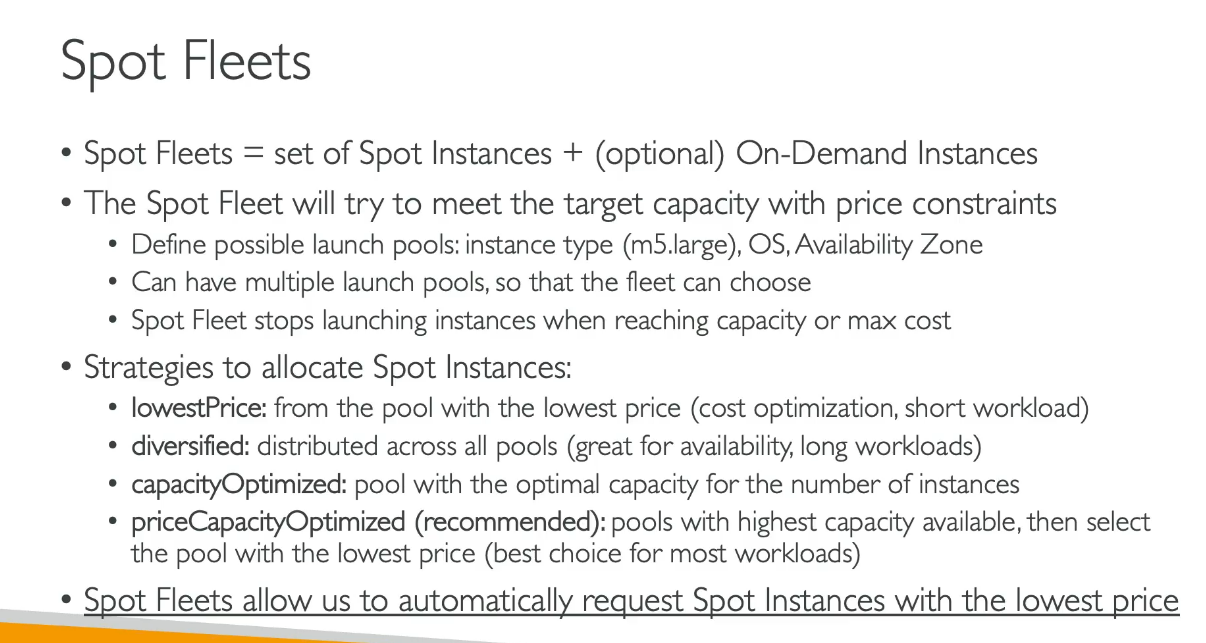 Spot Fleets
• Spot Fleets = set of Spot Instances + (optional) On-Demand Instances
• The Spot Fleet will try to meet the target capacity with price constraints
• Define possible launch pools: instance type (m5.large), OS, Availability Zone
• Can have multiple launch pools, so that the fleet can choose
• Spot Fleet stops launching instances when reaching capacity or max cost
• Strategies to allocate Spot Instances:
• lowestPrice: from the pool with the lowest price (cost optimization, short workload)
• diversified: distributed across all pools (great for availability, long workloads)
• capacityOptimized: pool with the optimal capacity for the number of instances
• priceCapacityOptimized (recommended): pools with highest capacity available, then select
the pool with the lowest price (best choice for most workloads)
• Spot Fleets allow us to automatically request Spot Instances with the lowest price